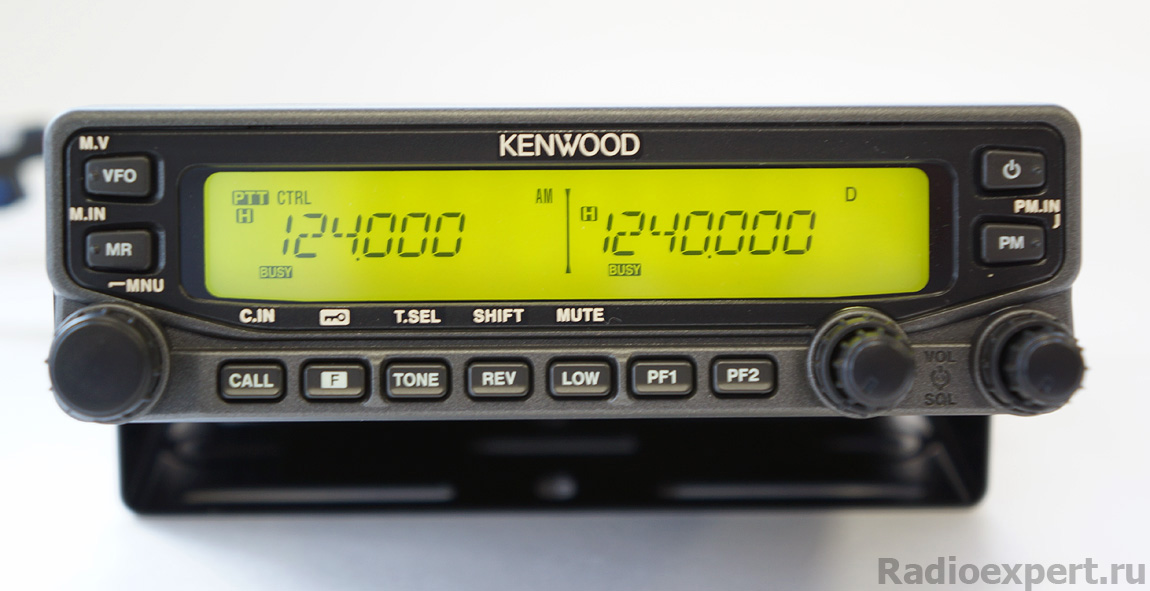 KENWOOD
M.V
VFO
M.IN
MR
MNU
PTT CTRL
AM
D
H 124.000
H 1240.000
BUSY
BUSY
PM.IN
PM
C.IN
T.SEL
SHIFT
MUTE
CALL
F
TONE
REV
LOW
PF1
PF2
VOL
SQL
Radioexpert.ru